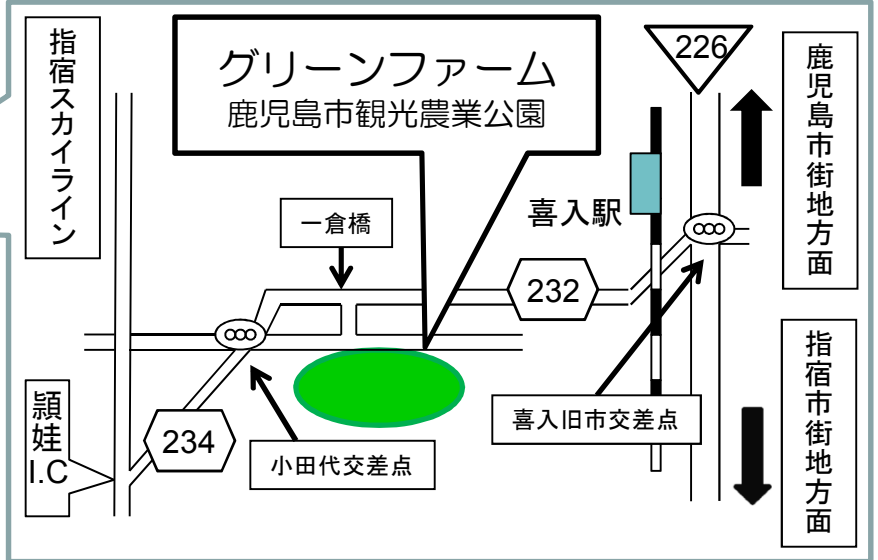 指宿スカイライン
グリーンファーム
鹿児島市観光農業公園
226
鹿児島市街地方面
一倉橋
喜入駅
232
指宿市街地方面
喜入旧市交差点
頴娃
I.C
234
小田代交差点